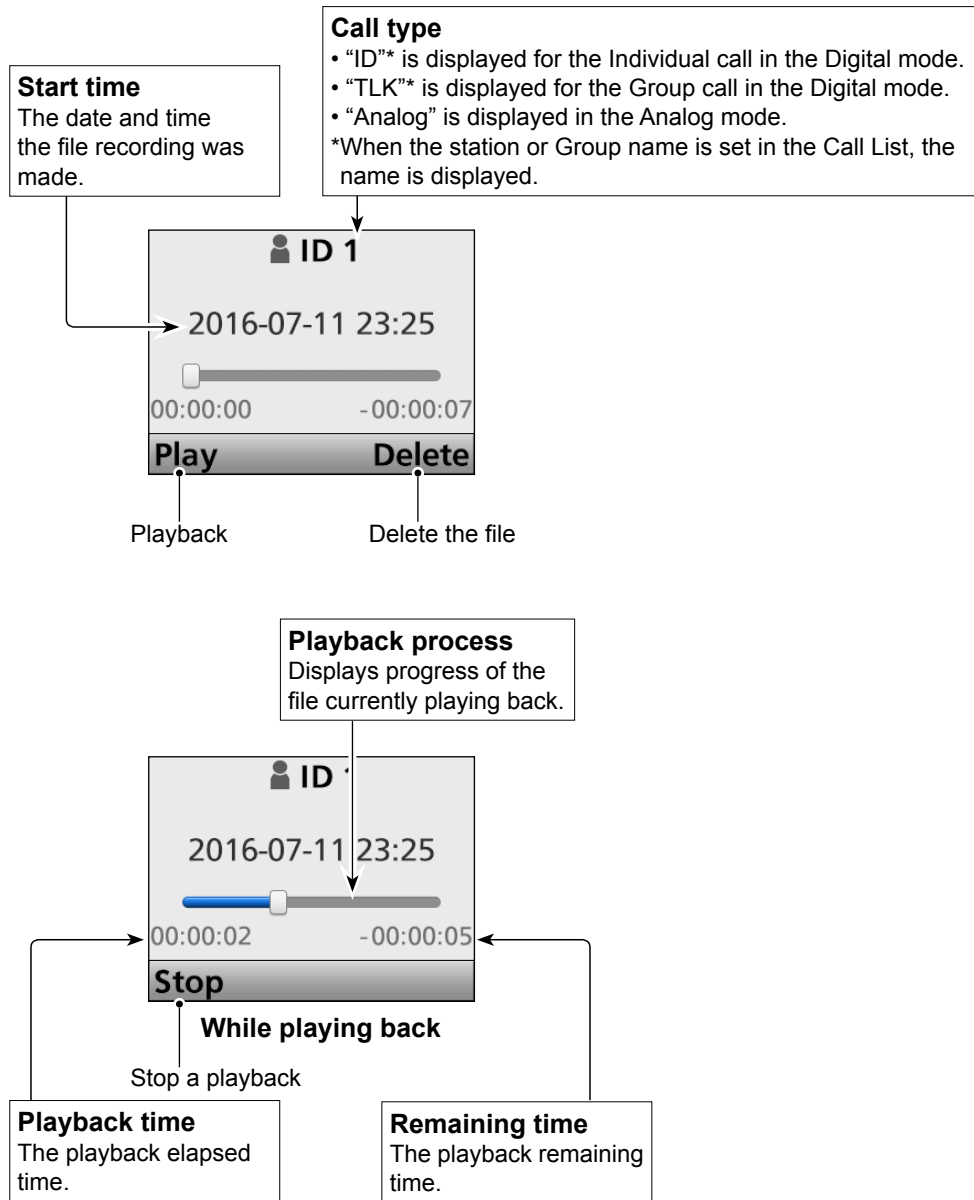 Call type
• “ID”* is displayed for the Individual call in the Digital mode.
• “TLK”* is displayed for the Group call in the Digital mode.
• “Analog” is displayed in the Analog mode.
*When the station or Group name is set in the Call List, the
name is displayed.
Start time
The date and time
the file recording was
made.
ID 1
2016-07-11 23:25
00:00:00 -00:00:07
Play Delete
Playback Delete the file
Playback process
Displays progress of the
file currently playing back.
ID 1
2016-07-11 23:25
00:00:02 -00:00:05
Stop
While playing back
Stop a playback
Playback time
The playback elapsed
time.
Remaining time
The playback remaining
time.